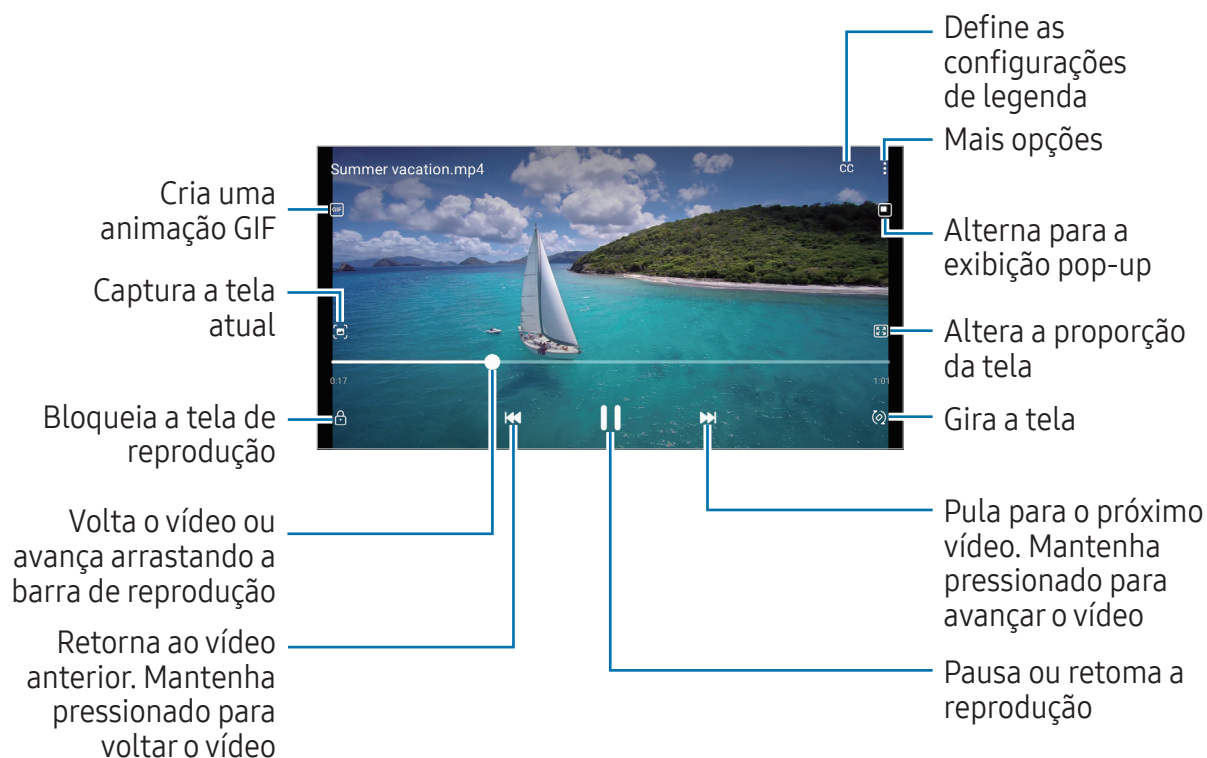 Define as
configurações
de legenda
Mais opções
Summer vacation.mp4
CC
Cria uma
animação GIF
GIF
Alterna para a
exibição pop-up
Captura a tela
atual
Altera a proporção
da tela
0:17
1:01
Bloqueia a tela de
reprodução
Gira a tela
Volta o vídeo ou
avança arrastando a
barra de reprodução
Pula para o próximo
vídeo. Mantenha
pressionado para
avançar o vídeo
Retorna ao vídeo
anterior. Mantenha
pressionado para
voltar o vídeo
Pausa ou retoma a
reprodução